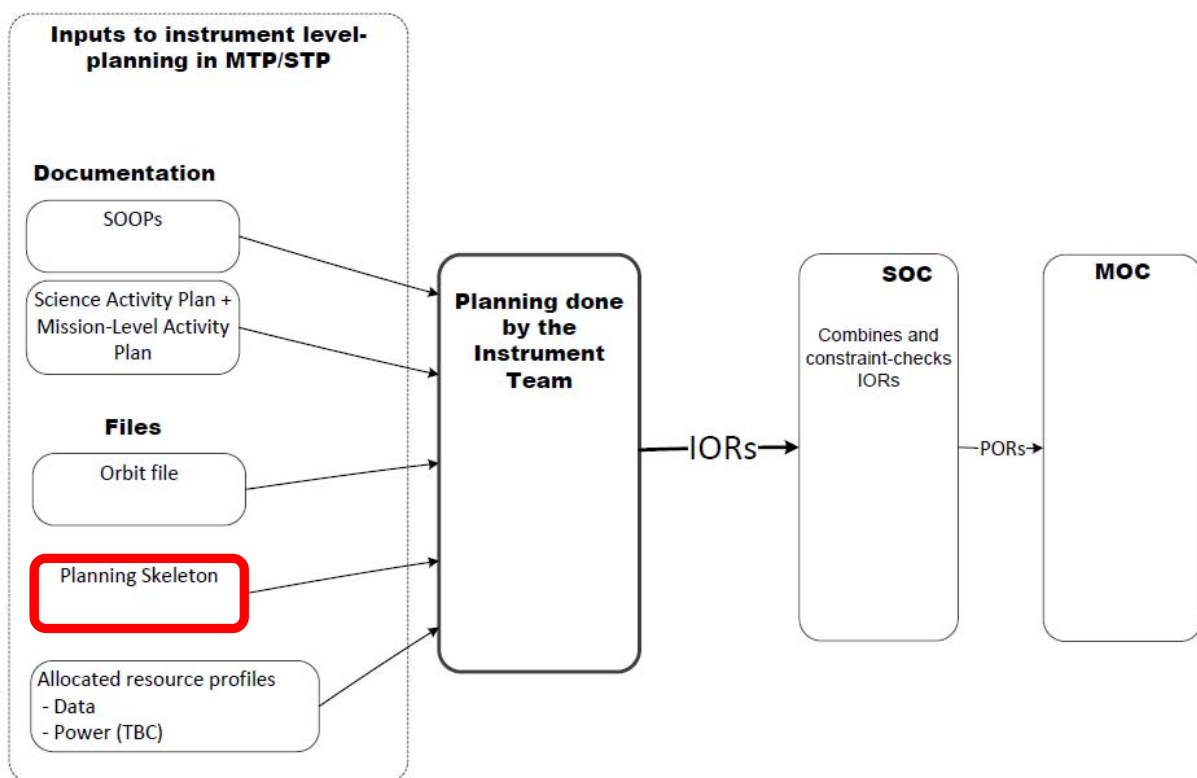 Inputs to instrument level-
planning in MTP/STP
Documentation
SOOPs
Science Activity Plan +
Mission-Level Activity
Plan
Files
Orbit file
Planning Skeleton
Allocated resource profiles
- Data
- Power (TBC)
Planning done
by the
Instrument
Team
IORs
SOC
Combines and
constraint-checks
IORs
PORs
MOC